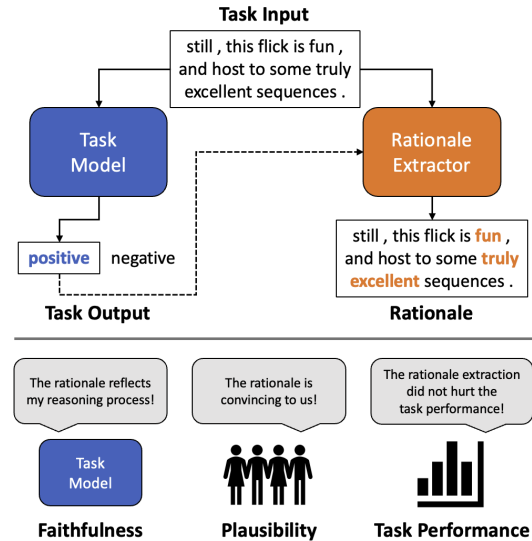 Task Input
still , this flick is fun ,
and host to some truly
excellent sequences .
Task
Model
Rationale
Extractor
positive negative
Task Output
still , this flick is fun ,
and host to some truly
excellent sequences .
Rationale
The rationale reflects
my reasoning process!
Task
Model
Faithfulness
The rationale is
convincing to us!
Plausibility
The rationale extraction
did not hurt the
task performance!
Task Performance